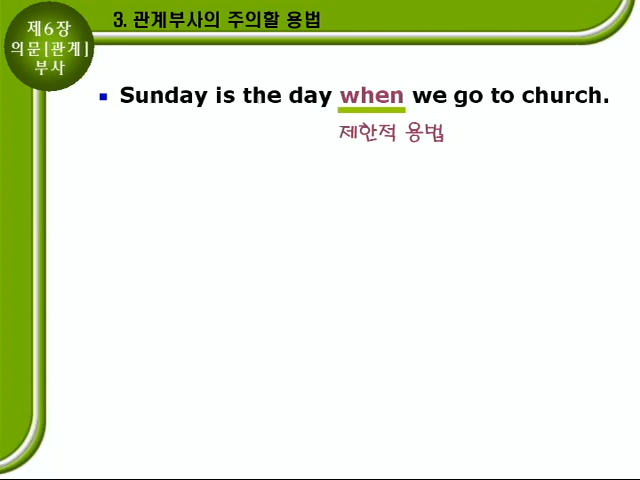 제6장
의문[관계]
부사
3. 관계부사의 주의할 용법
Sunday is the day when we go to church.
제한적 용법